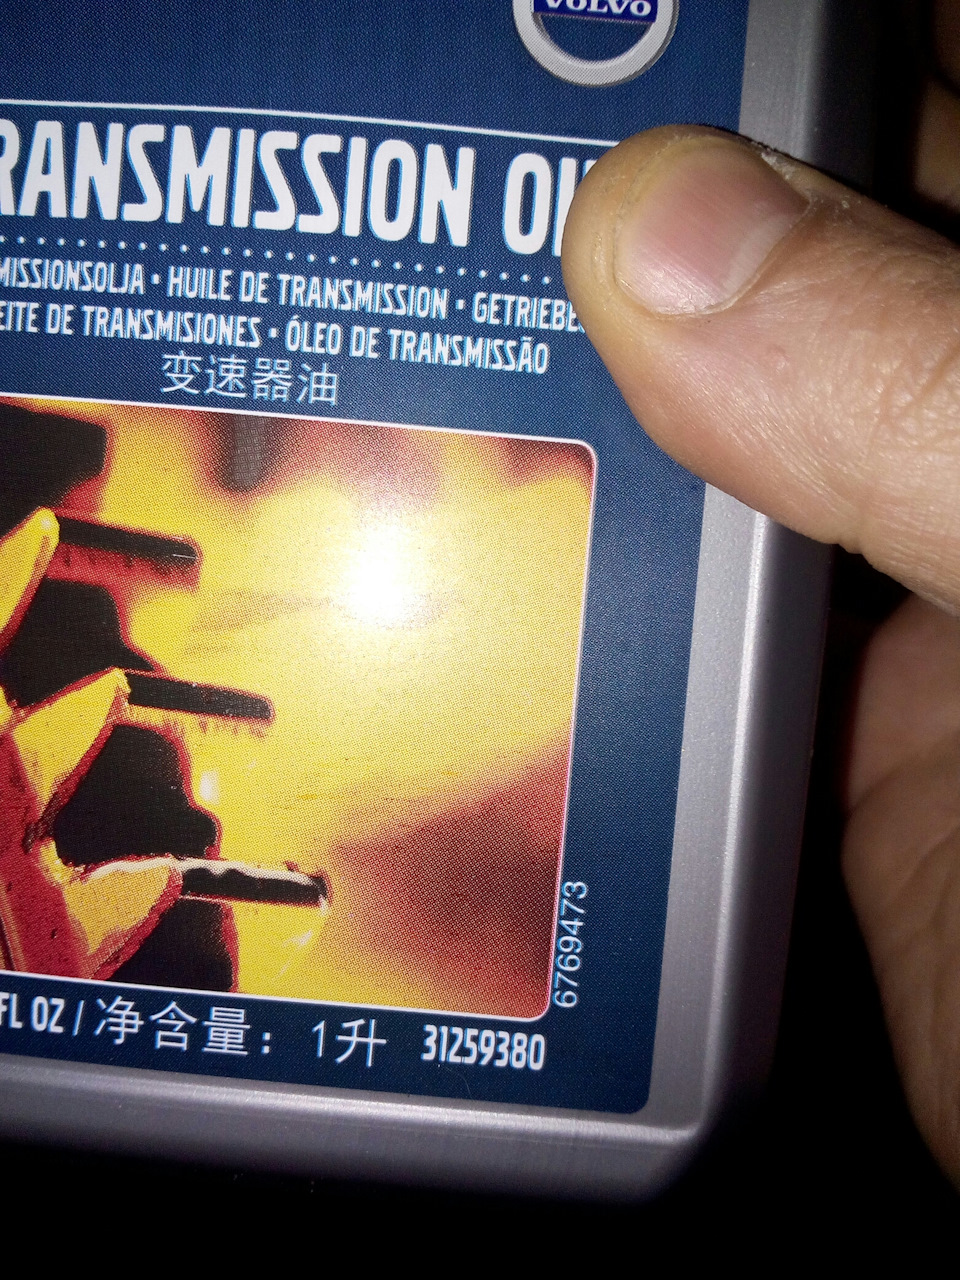 VOLVO
RANSMISSION OI
MISSIONSOLJA · HUILE DE TRANSMISSION · GETRIEBE
EITE DE TRANSMISIONES · ÓLEO DE TRANSMISSÃO
变速器油
6769473
FL OZ / 净含量：1升 31259380